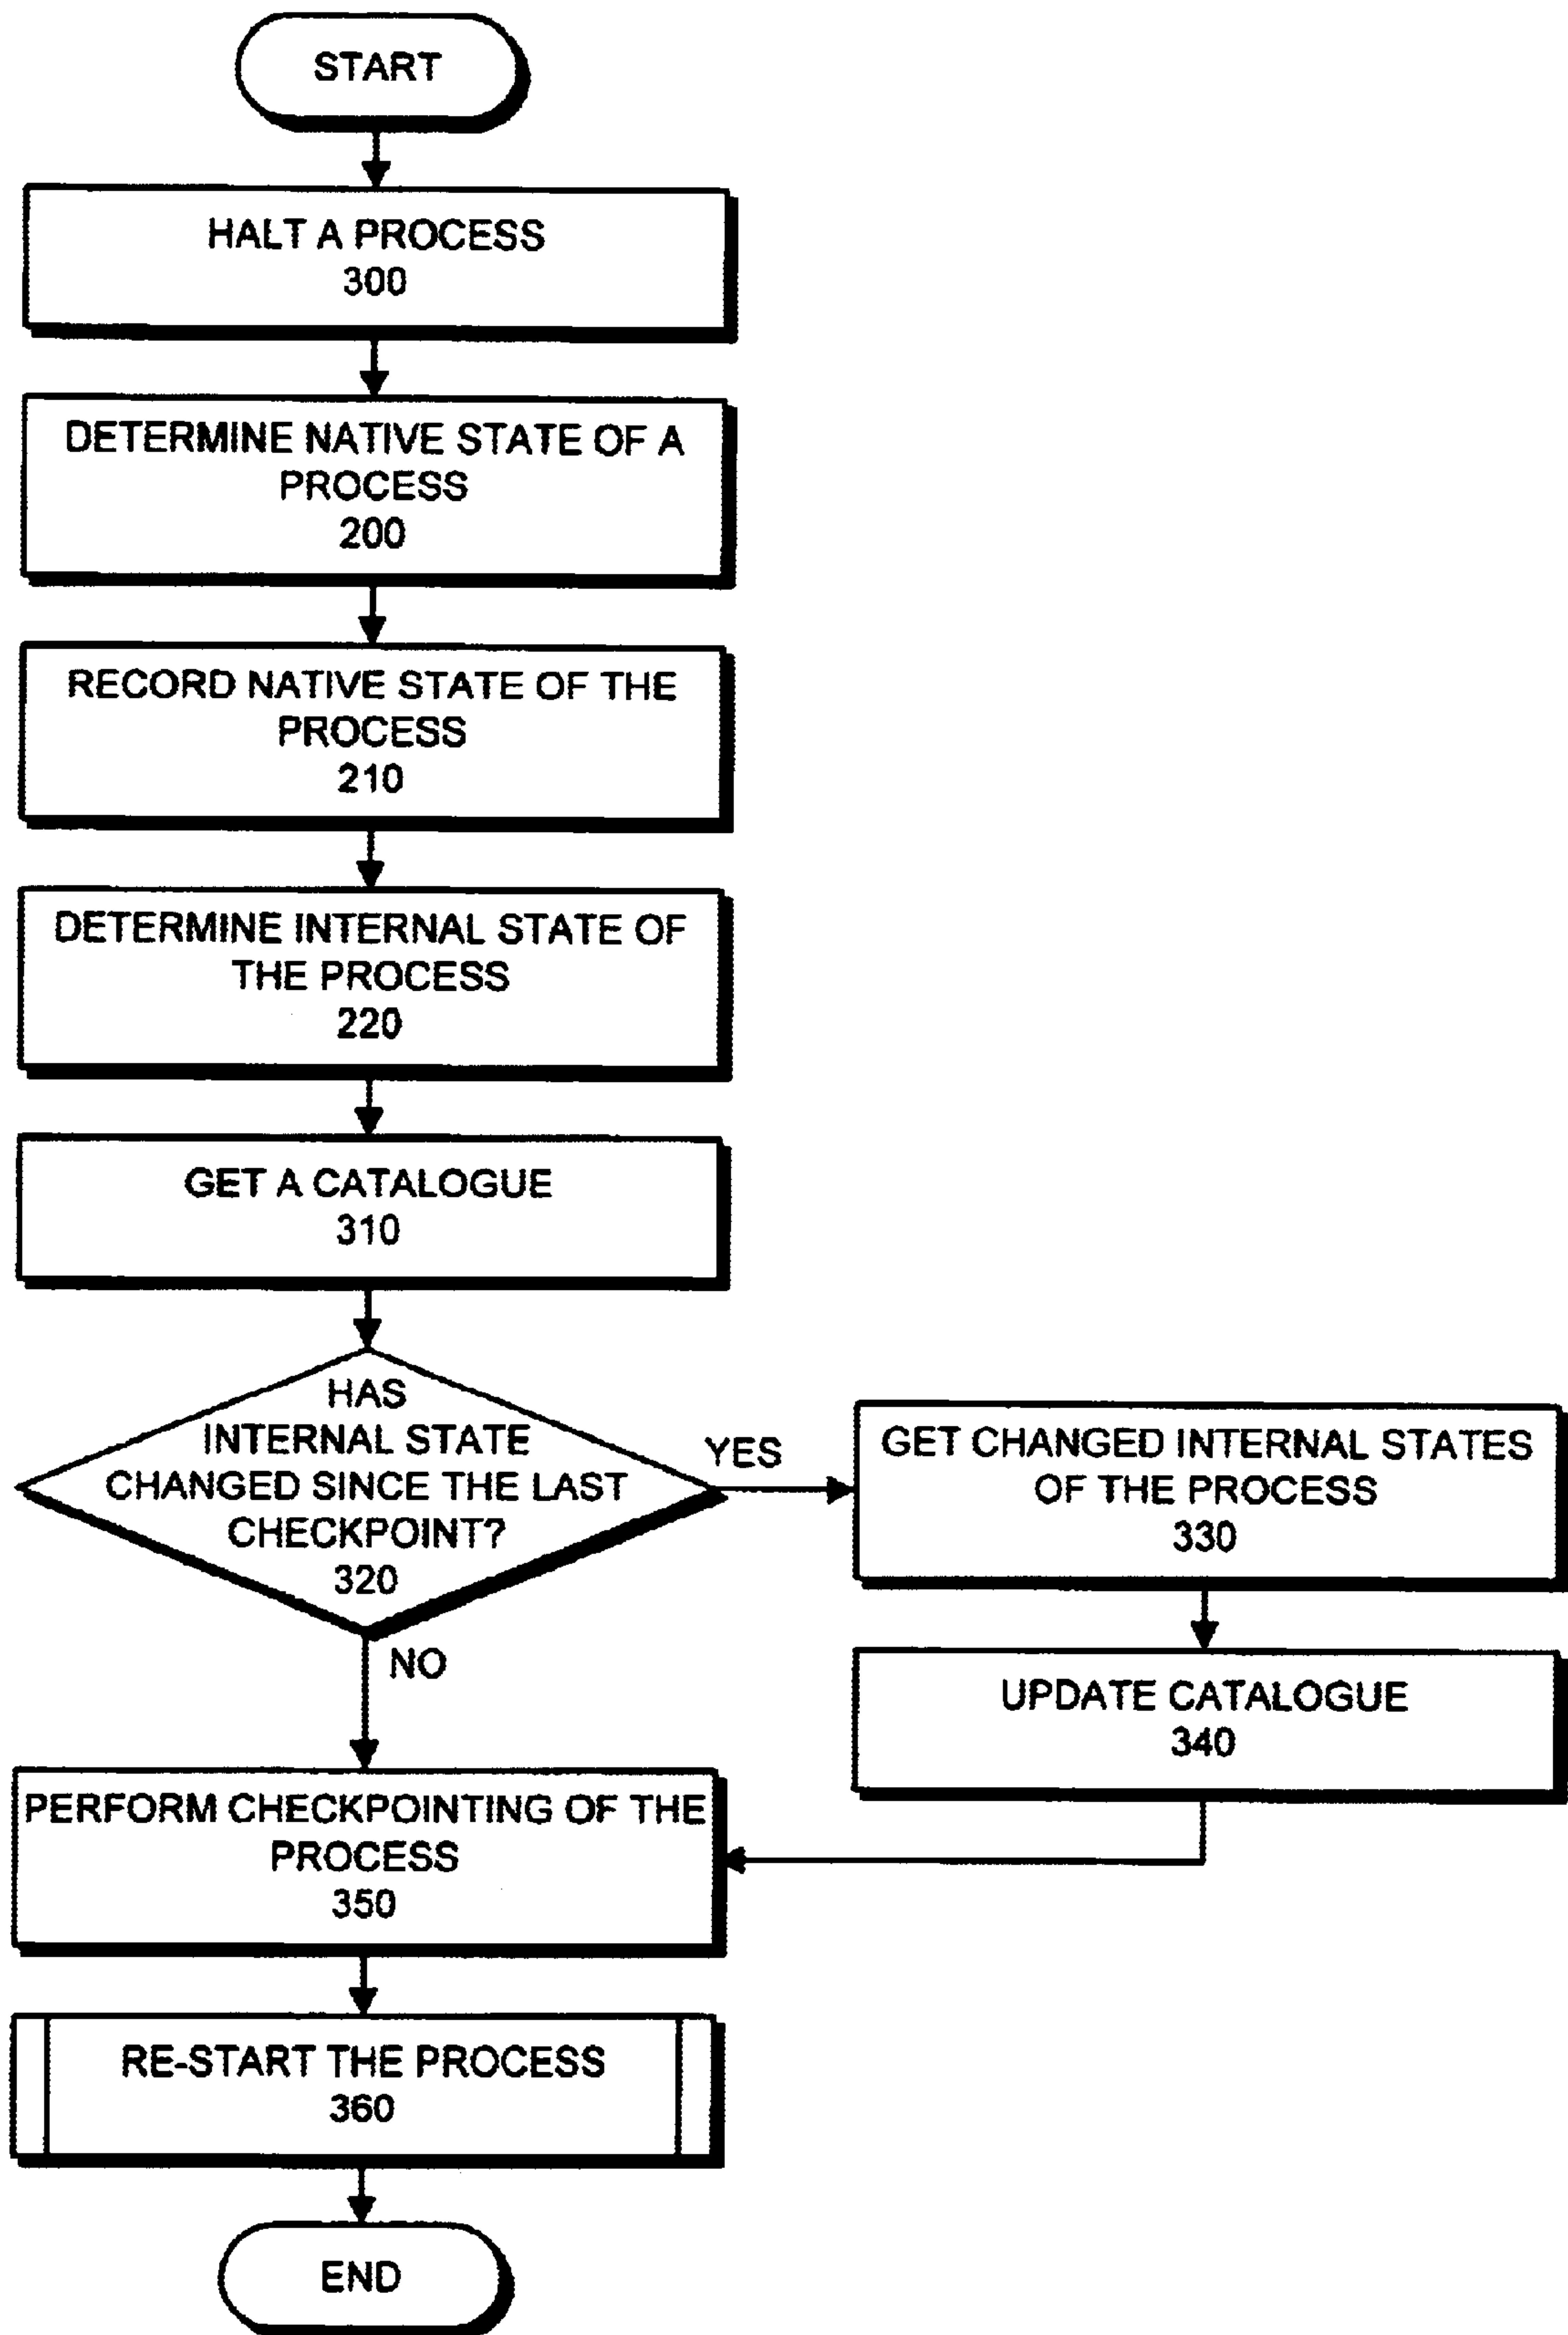 START
HALT A PROCESS
300
DETERMINE NATIVE STATE OF A
PROCESS
200
RECORD NATIVE STATE OF THE
PROCESS
210
DETERMINE INTERNAL STATE OF
THE PROCESS
220
GET A CATALOGUE
310
HAS
INTERNAL STATE
CHANGED SINCE THE LAST
CHECKPOINT?
320
YES
GET CHANGED INTERNAL STATES
OF THE PROCESS
330
NO
UPDATE CATALOGUE
340
PERFORM CHECKPOINTING OF THE
PROCESS
350
RE-START THE PROCESS
360
END